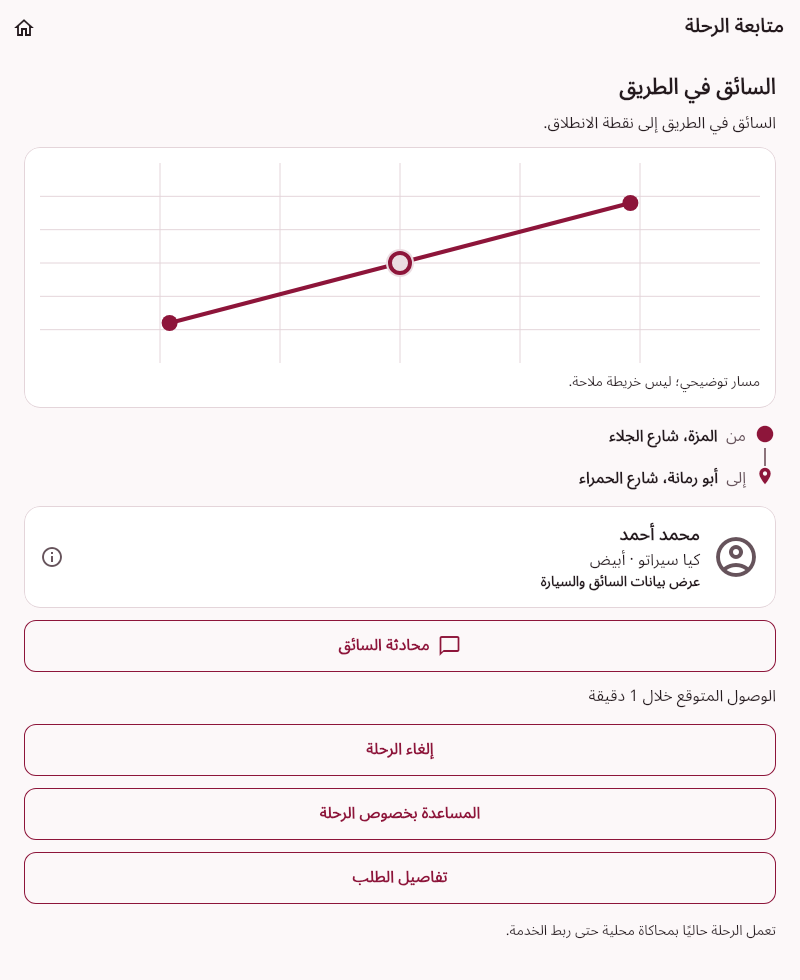 متابعة الرحلة
السائق في الطريق
السائق في الطريق إلى نقطة الانطلاق.
مسار توضيحي؛ ليس خريطة ملاحة.
من المزة، شارع الجلاء
إلى أبو رمانة، شارع الحمراء
محمد أحمد
كيا سيراتو · أبيض
عرض بيانات السائق والسيارة
محادثة السائق
الوصول المتوقع خلال 1 دقيقة
إلغاء الرحلة
المساعدة بخصوص الرحلة
تفاصيل الطلب
تعمل الرحلة حاليًا بمحاكاة محلية حتى ربط الخدمة.